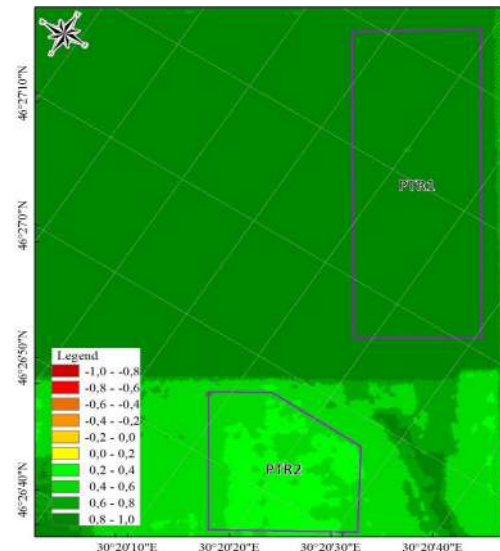 46°27'10"N
PTR1
46°27'0"N
46°26'50"N
Legend
-1,0 - -0,8
-0,8 - -0,6
-0,6 - -0,4
-0,4 - -0,2
-0,2 - 0,0
0,0 - 0,2
0,2 - 0,4
0,4 - 0,6
0,6 - 0,8
0,8 - 1,0
PTR2
46°26'40"N
30°20'10"E
30°20'20"E
30°20'30"E
30°20'40"E